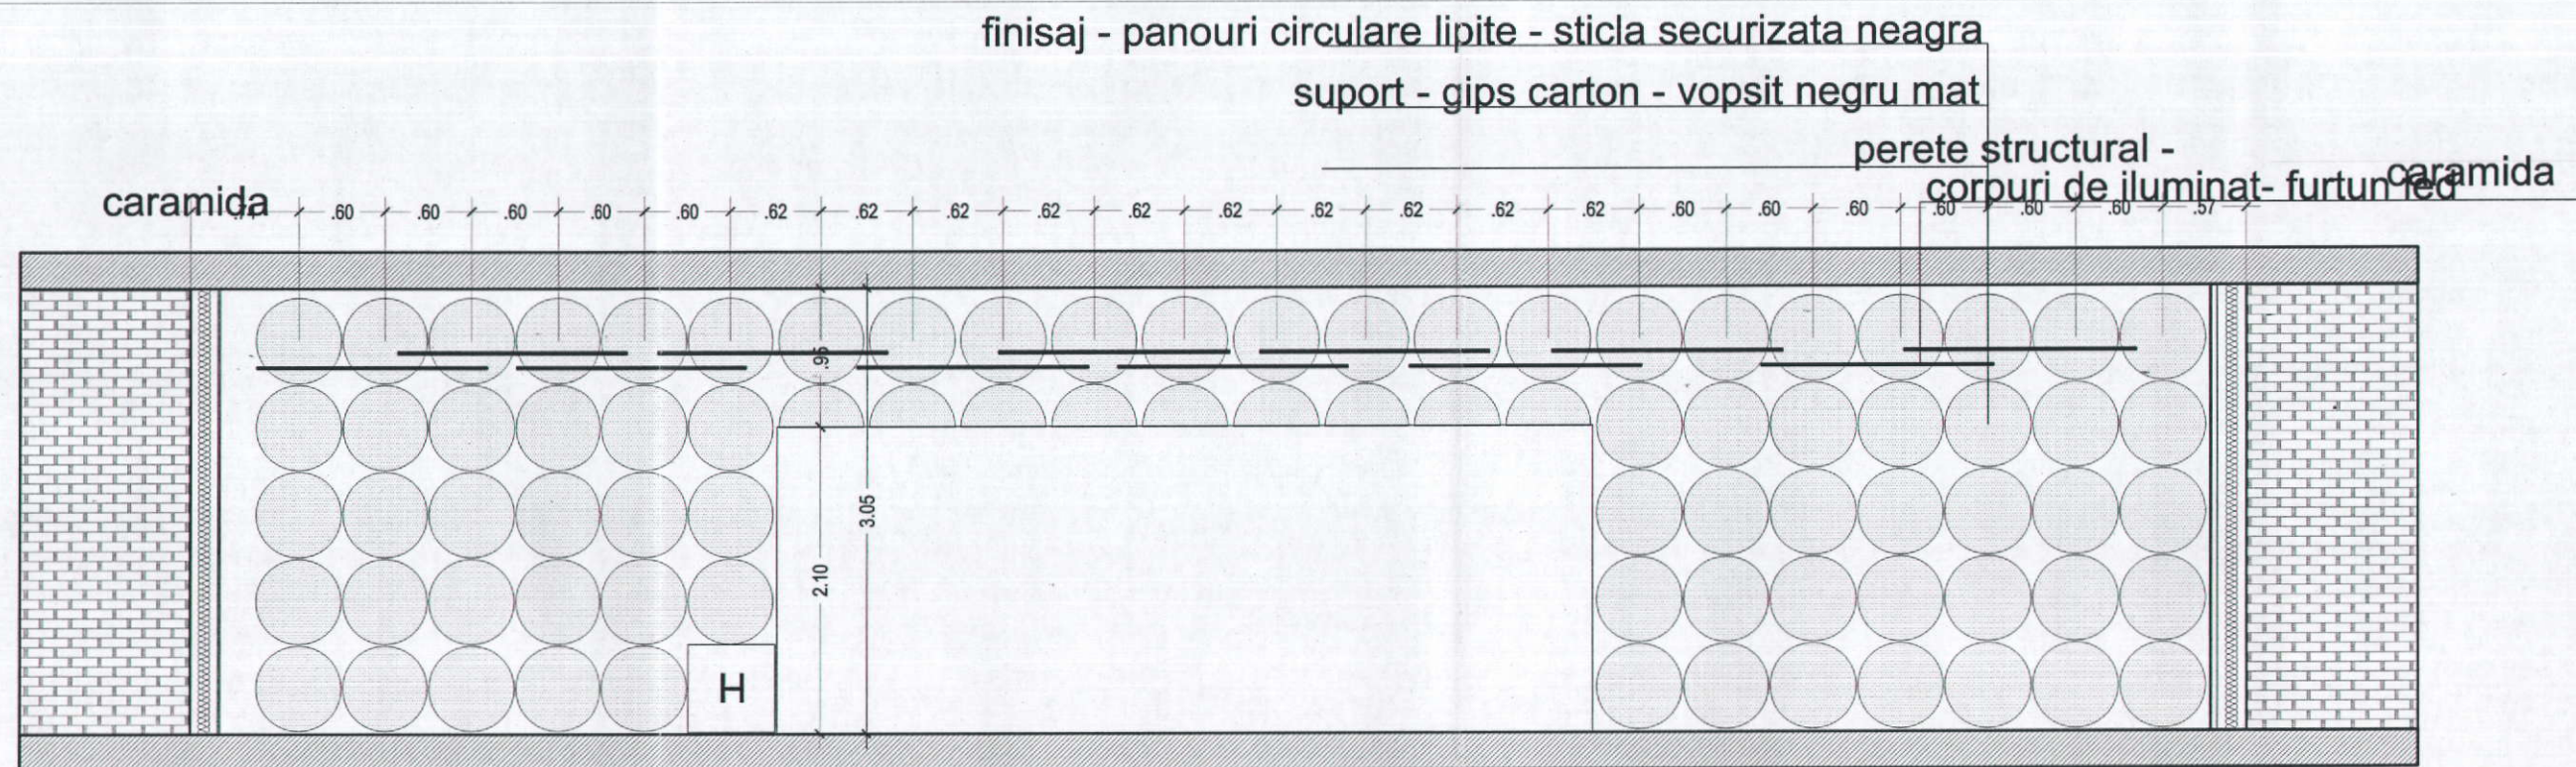 finisaj - panouri circulare lipite - sticla securizata neagra
suport - gips carton - vopsit negru mat
perete structural -
caramida
corpuri de iluminat- furtun led
caramida
.60 .60 .60 .60 .60 .62 .62 .62 .62 .62 .62 .62 .62 .62 .62 .60 .60 .60 .60 .60 .60 .57
.95
3.05
2.10
H